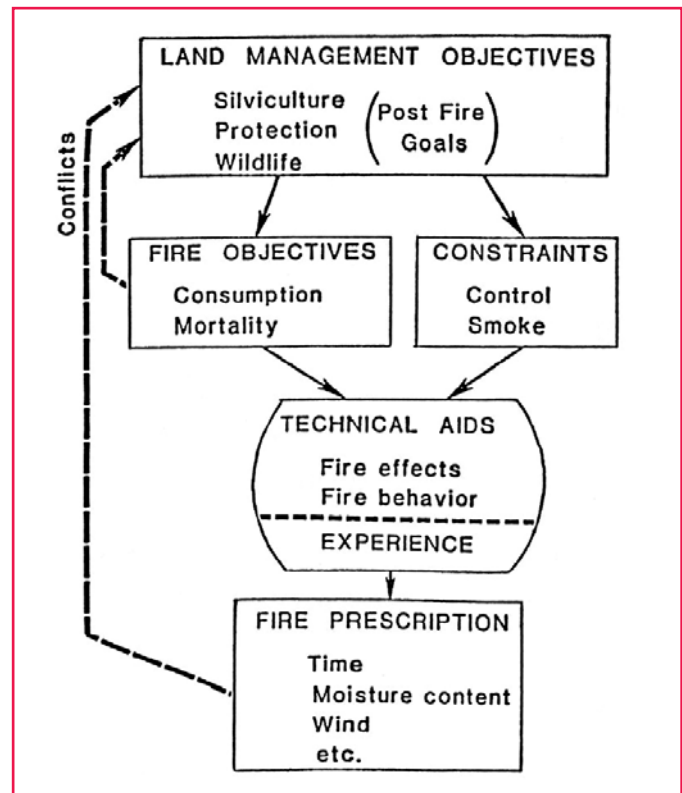 LAND MANAGEMENT OBJECTIVES
Silviculture
Protection
Wildlife
(Post Fire
Goals)
Conflicts
FIRE OBJECTIVES
Consumption
Mortality
CONSTRAINTS
Control
Smoke
TECHNICAL AIDS
Fire effects
Fire behavior
EXPERIENCE
FIRE PRESCRIPTION
Time
Moisture content
Wind
etc.